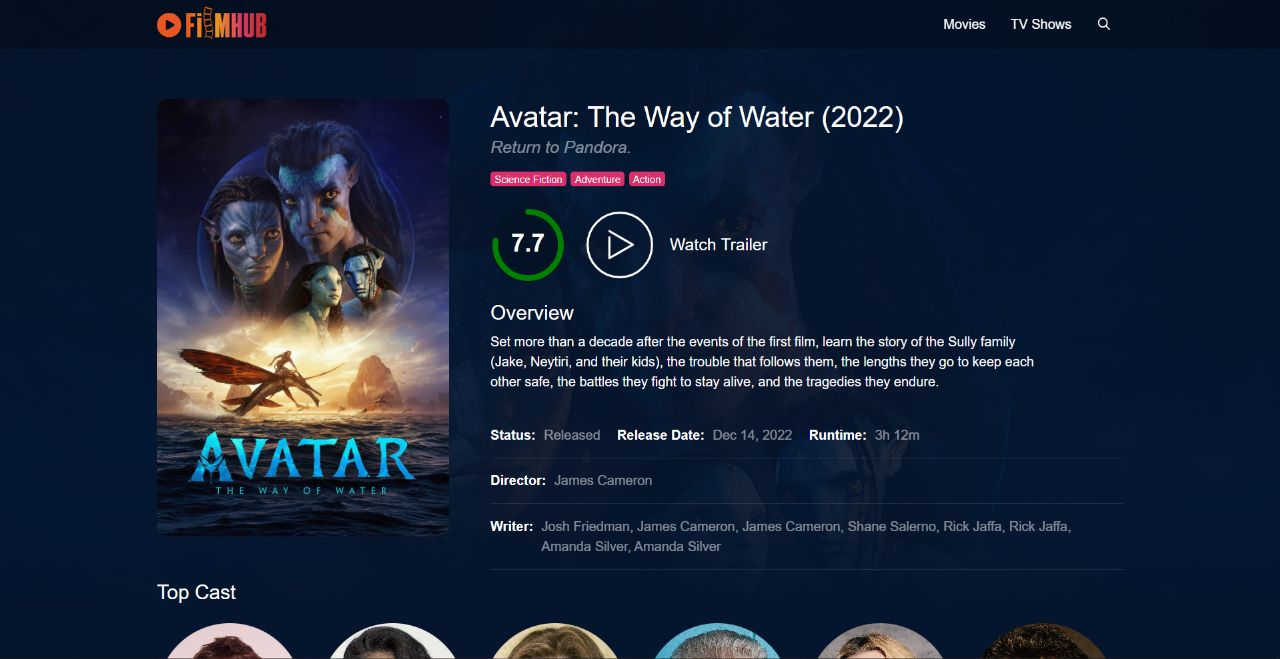 FiLMHUB
Movies
TV Shows
Avatar: The Way of Water (2022)
Return to Pandora.
Science Fiction
Adventure
Action
7.7
Watch Trailer
Overview
Set more than a decade after the events of the first film, learn the story of the Sully family
(Jake, Neytiri, and their kids), the trouble that follows them, the lengths they go to keep each
other safe, the battles they fight to stay alive, and the tragedies they endure.
Status: Released Release Date: Dec 14, 2022 Runtime: 3h 12m
Director: James Cameron
Writer: Josh Friedman, James Cameron, James Cameron, Shane Salerno, Rick Jaffa, Rick Jaffa,
Amanda Silver, Amanda Silver
AVATAR
THE WAY OF WATER
Top Cast